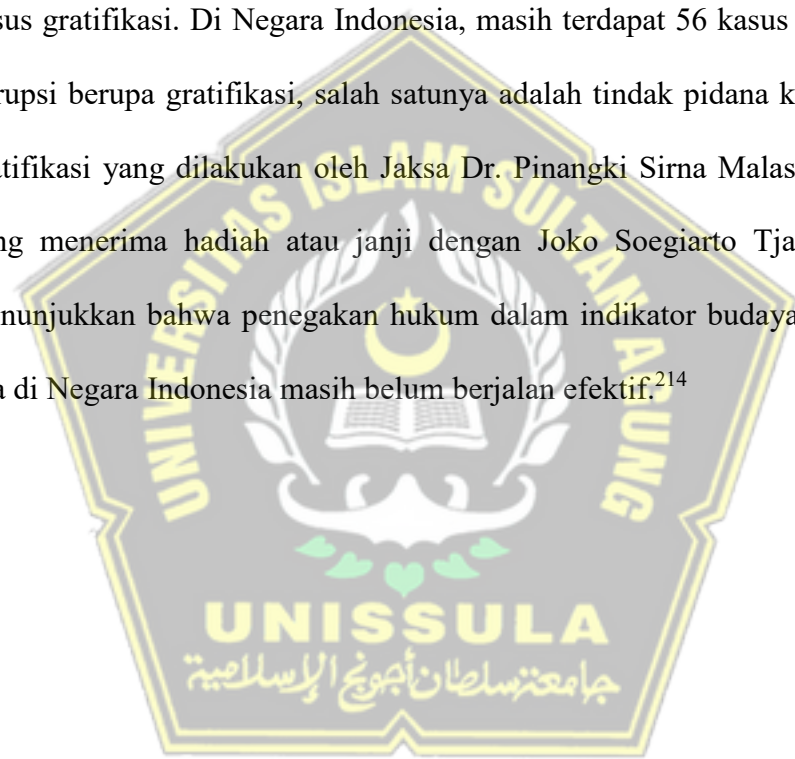 sus gratifikasi. Di Negara Indonesia, masih terdapat 56 kasus
rupsi berupa gratifikasi, salah satunya adalah tindak pidana k
atifikasi yang dilakukan oleh Jaksa Dr. Pinangki Sirna Malas
ng menerima hadiah atau janji dengan Joko Soegiarto Tja
nunjukkan bahwa penegakan hukum dalam indikator budaya
a di Negara Indonesia masih belum berjalan efektif.214
UNIVERSITAS ISLAM SULTAN AGUNG
UNISSULA
جامعة سلطان أجونج الإسلامية